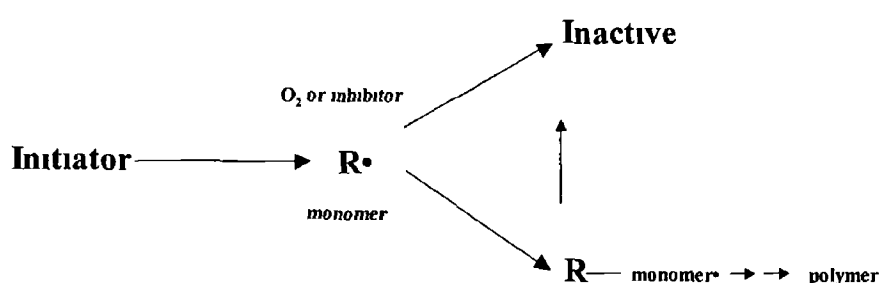 Inactive
O₂ or inhibitor
Initiator R•
monomer
R— monomer• polymer